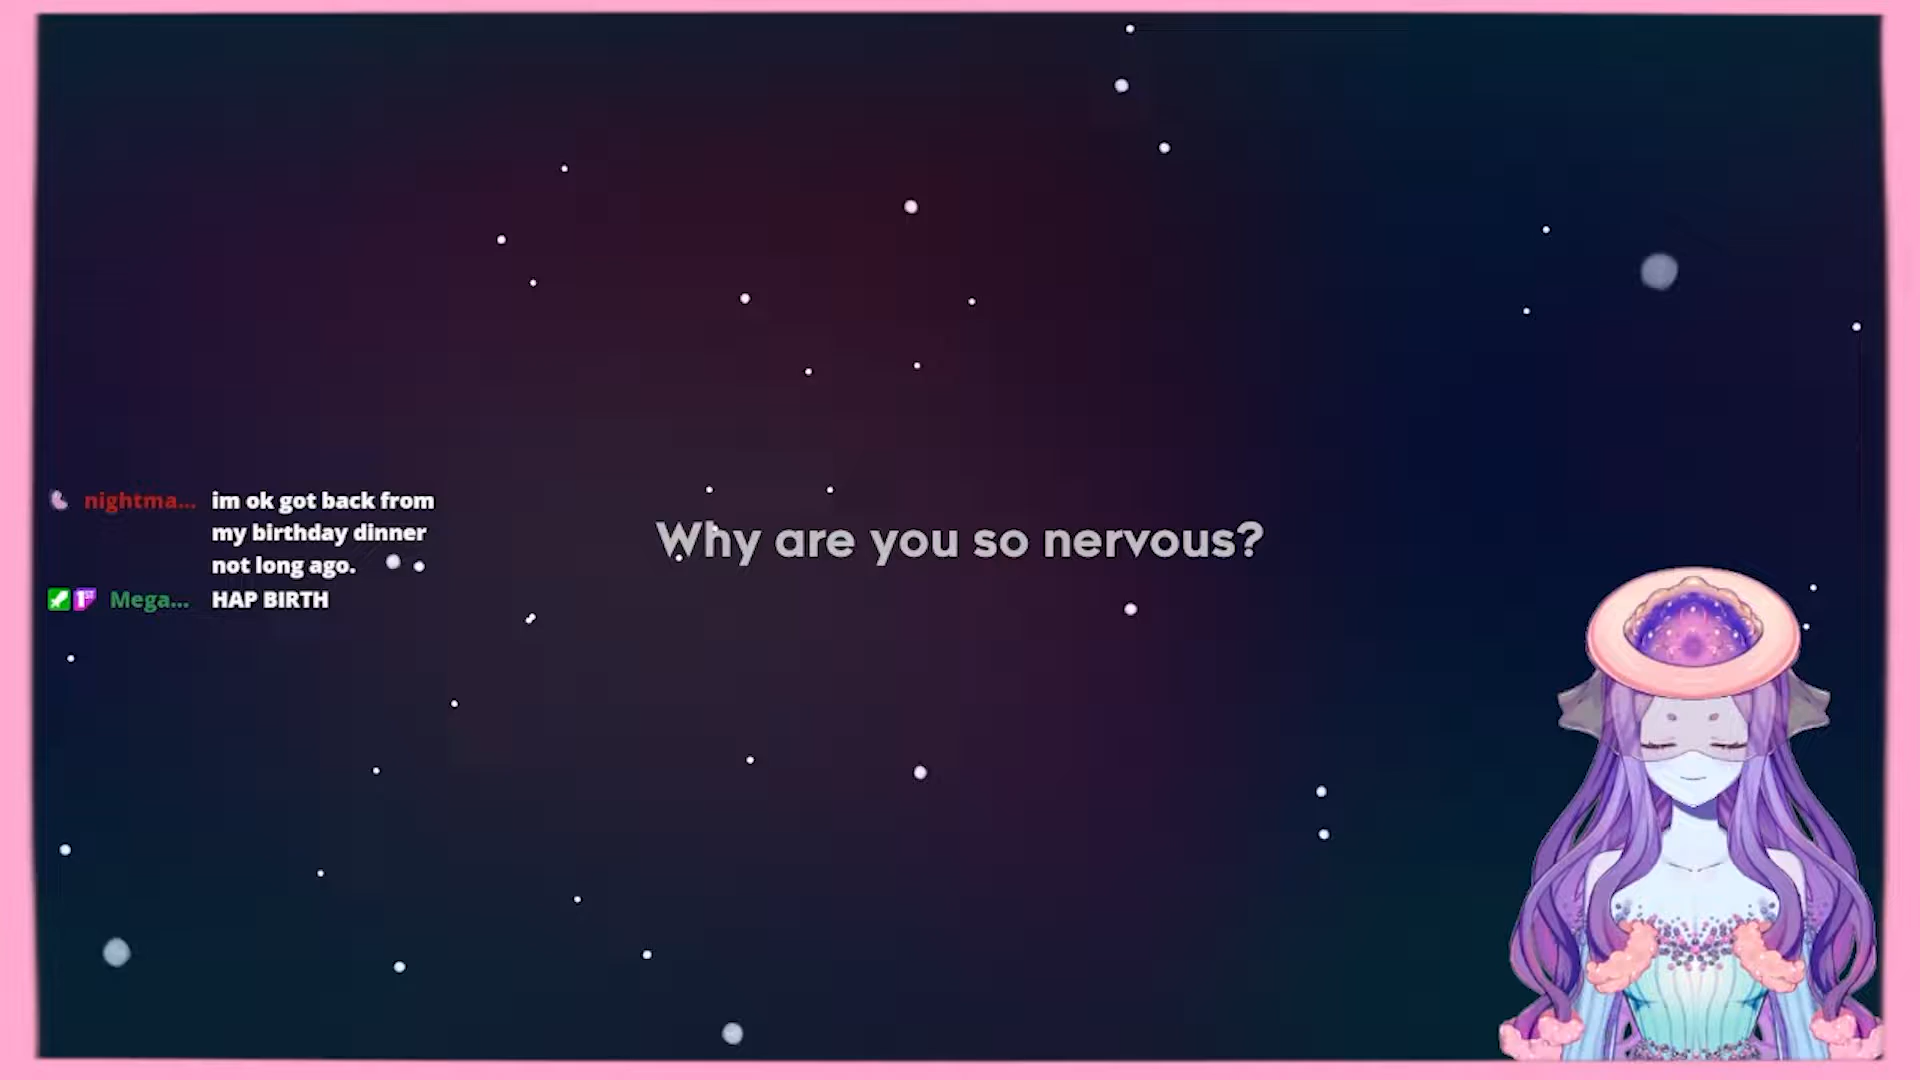 nightma... im ok got back from
my birthday dinner
not long ago.
Mega... HAP BIRTH
Why are you so nervous?